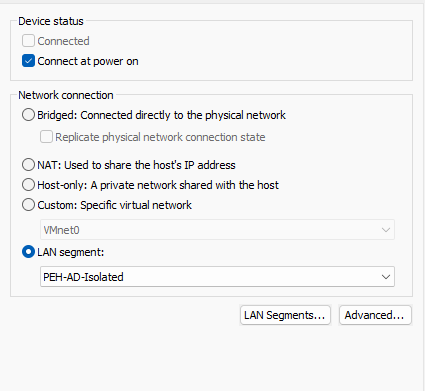 Device status
Connected
Connect at power on
Network connection
Bridged: Connected directly to the physical network
Replicate physical network connection state
NAT: Used to share the host's IP address
Host-only: A private network shared with the host
Custom: Specific virtual network
VMnet0
LAN segment:
PEH-AD-Isolated
LAN Segments... Advanced...